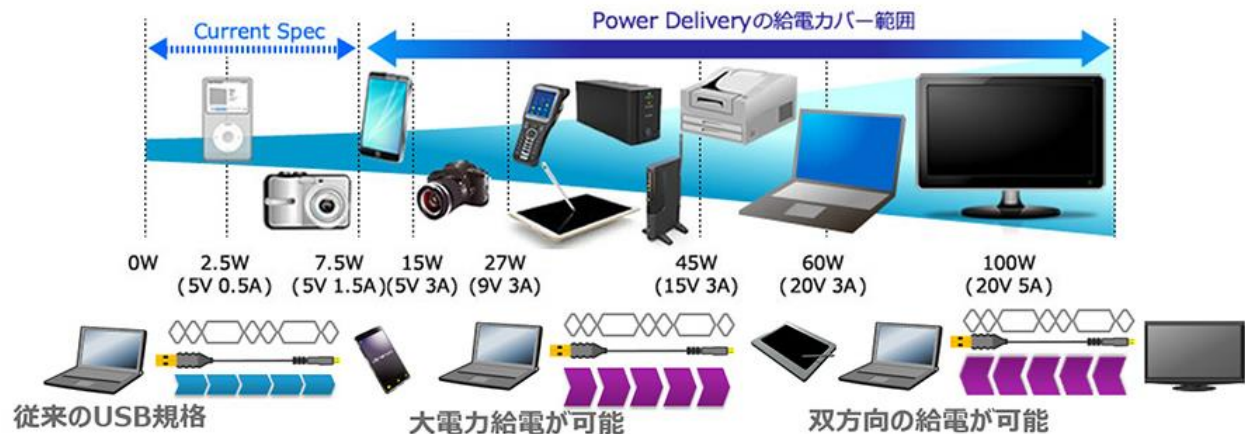 Current Spec
Power Deliveryの給電カバー範囲
0W
2.5W
(5V 0.5A)
7.5W
(5V 1.5A)
15W
(5V 3A)
27W
(9V 3A)
45W
(15V 3A)
60W
(20V 3A)
100W
(20V 5A)
従来のUSB規格
大電力給電が可能
双方向の給電が可能